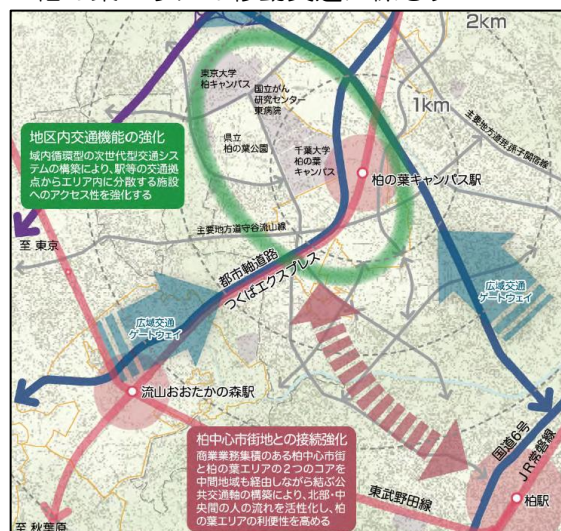 2km
1km
東京大学
柏キャンパス
国立がん
研究センター
東病院
県立
柏の葉公園
千葉大学
柏の葉
キャンパス
柏の葉キャンパス駅
地区内交通機能の強化
域内循環型の次世代型交通シス
テムの構築により、駅等の交通拠
点からエリア内に分散する施設
へのアクセス性を強化する
至 東京
主要地方道守谷流山線
都市軸道路
つくばエクスプレス
広域交通
ゲートウェイ
広域交通
ゲートウェイ
流山おおたかの森駅
柏中心市街地との接続強化
商業業務集積のある柏中心市街
と柏の葉エリアの2つのコアを
中間地域も経由しながら結ぶ公
共交通軸の構築により、北部・中
央間の人の流れを活性化し、柏
の葉エリアの利便性を高める
国道6号
JR常磐線
東武野田線
柏駅
至 秋葉原